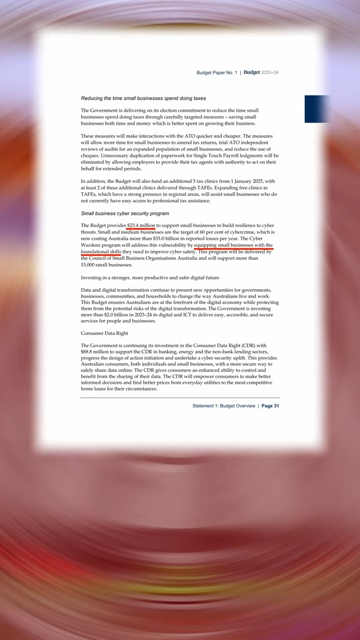 Budget Paper No. 1 | Budget 2023–24
Reducing the time small businesses spend doing taxes
The Government is delivering on its election commitment to reduce the time small
businesses spend doing taxes through carefully targeted measures – saving small
businesses both time and money which is better spent on growing their business.
These measures will make interactions with the ATO quicker and cheaper. The measures
will allow more time for small businesses to amend tax returns, trial ATO independent
reviews of audits for an expanded population of small businesses, and reduce the use of
cheques. Unnecessary duplication of paperwork for Single Touch Payroll lodgments will be
eliminated by allowing employers to provide their tax agents with authority to act on their
behalf for extended periods.
In addition, the Budget will also fund an additional 5 tax clinics from 1 January 2025, with
at least 2 of these additional clinics delivered through TAFEs. Expanding free clinics to
TAFEs, which have a strong presence in regional areas, will assist small businesses who do
not currently have easy access to professional tax assistance.
Small business cyber security program
The Budget provides $23.4 million to support small businesses to build resilience to cyber
threats. Small and medium businesses are the target of 60 per cent of cybercrime, which is
now costing Australia more than $33.0 billion in reported losses per year. The Cyber
Wardens program will address this vulnerability by equipping small businesses with the
foundational skills they need to improve cyber safety. This program will be delivered by
the Council of Small Business Organisations Australia and will support more than
15,000 small businesses.
Investing in a stronger, more productive and safer digital future
Data and digital transformation continue to present new opportunities for governments,
businesses, communities, and households to change the way Australians live and work.
This Budget ensures Australians are at the forefront of the digital economy while protecting
them from the potential risks of the digital transformation. The Government is investing
more than $2.0 billion in 2023–24 in digital and ICT to deliver easy, accessible, and secure
services for people and businesses.
Consumer Data Right
The Government is continuing its investment in the Consumer Data Right (CDR) with
$88.8 million to support the CDR in banking, energy and the non-bank lending sectors,
progress the design of action initiation and undertake a cyber security uplift. This provides
Australian consumers, both individuals and small businesses, with a more secure way to
safely share data online. The CDR gives consumers an enhanced ability to control and
benefit from the sharing of their data. The CDR will empower consumers to make better
informed decisions and find better prices from everyday utilities to the most competitive
home loans for their circumstances.
Statement 1: Budget Overview | Page 31